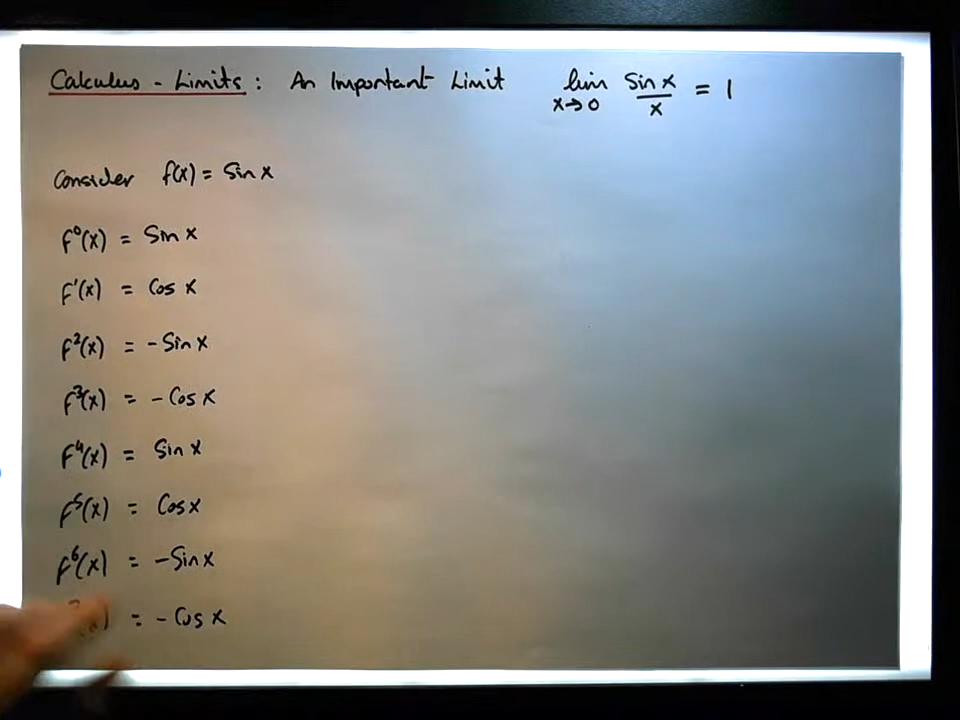 Calculus - Limits : An Important Limit lim x→0 Sin x / x = 1
Consider f(x) = Sin x
f⁰(x) = Sin x
f'(x) = Cos x
f²(x) = - Sin x
f³(x) = - Cos x
f⁴(x) = Sin x
f⁵(x) = Cos x
f⁶(x) = - Sin x
= - Cos x